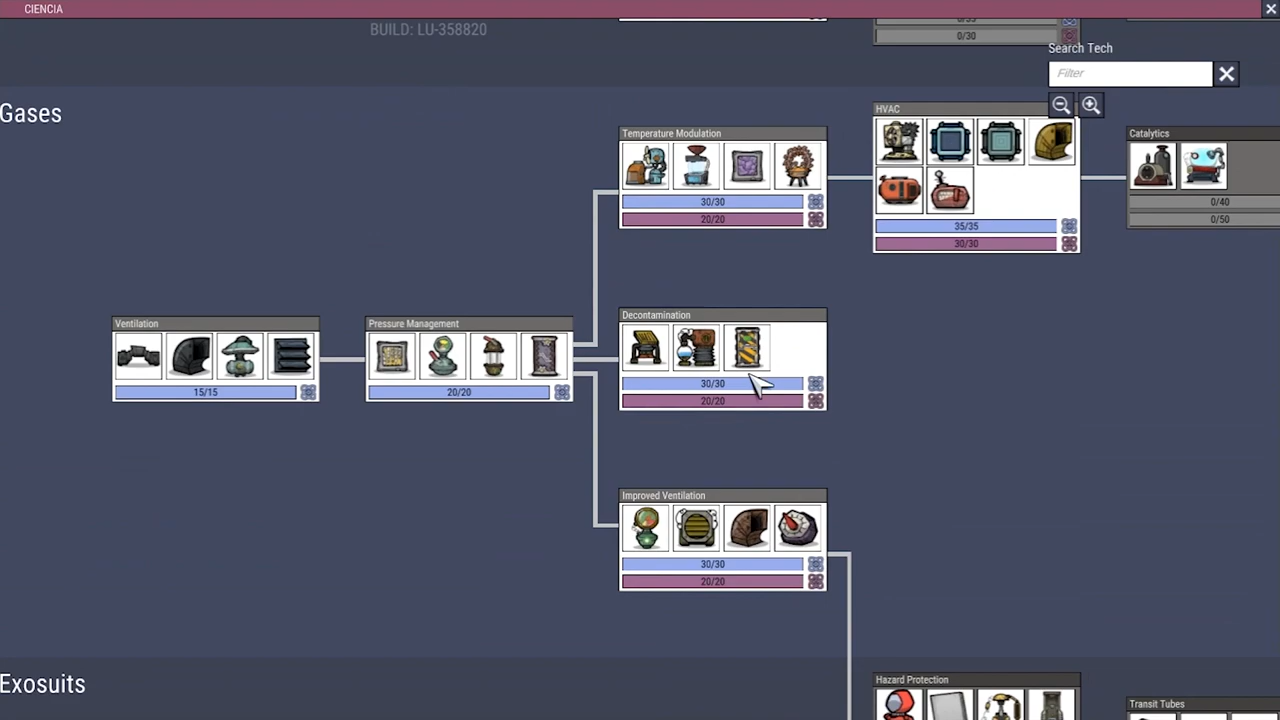 CIENCIA
BUILD: LU-358820
0/30
Search Tech
Filter
Gases
HVAC
35/35
30/30
Temperature Modulation
30/30
20/20
Catalytics
0/40
0/50
Ventilation
15/15
Pressure Management
20/20
Decontamination
30/30
20/20
Improved Ventilation
30/30
20/20
Exosuits
Hazard Protection
Transit Tubes